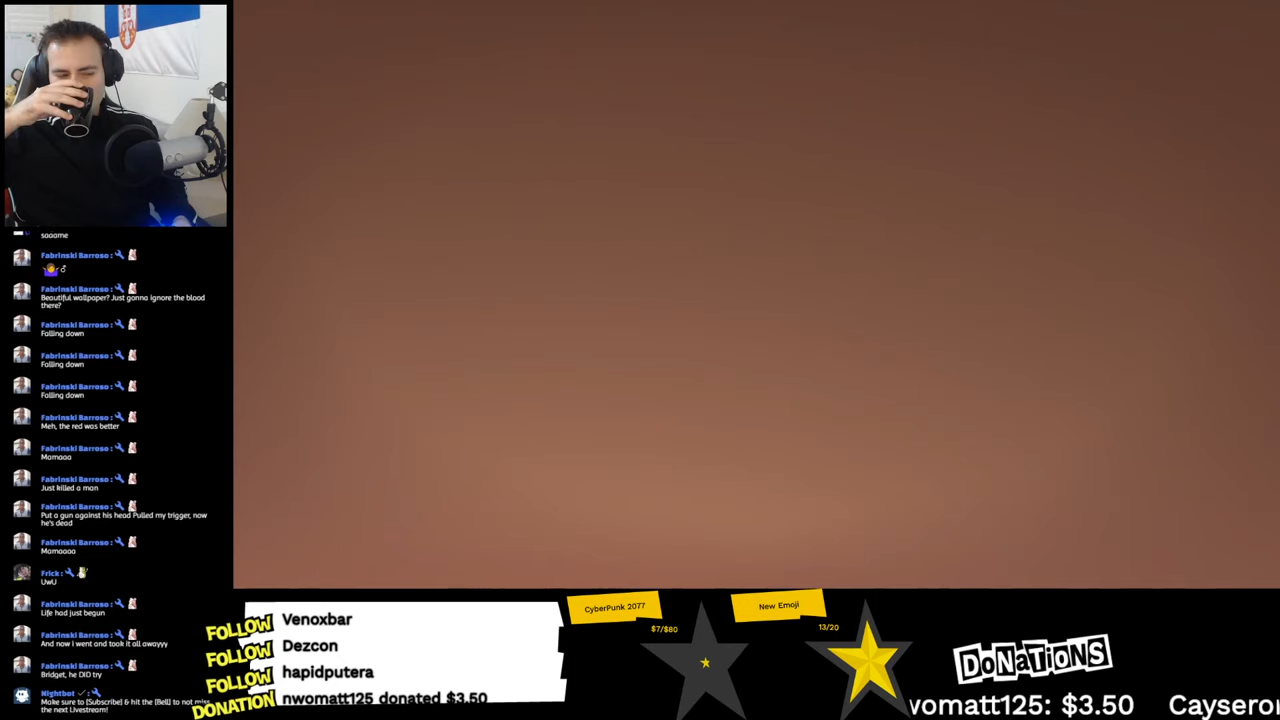 saaame
Fabrinski Barroso :
Fabrinski Barroso :
Beautiful wallpaper? Just gonna ignore the blood
there?
Fabrinski Barroso :
Falling down
Fabrinski Barroso :
Falling down
Fabrinski Barroso :
Falling down
Fabrinski Barroso :
Meh, the red was better
Fabrinski Barroso :
Mamaaa
Fabrinski Barroso :
Just killed a man
Fabrinski Barroso :
Put a gun against his head Pulled my trigger, now
he's dead
Fabrinski Barroso :
Mamaaaa
Frick :
UwU
Fabrinski Barroso :
Life had just begun
Fabrinski Barroso :
And now i went and took it all awayyy
Fabrinski Barroso :
Bridget, he DID try
Nightbot ✓ :
Make sure to [Subscribe] & hit the [Bell] to not miss
the next Livestream!
FOLLOW Venoxbar
FOLLOW Dezcon
FOLLOW hapidputera
DONATION nwomatt125 donated $3.50
CyberPunk 2077
$7/$80
New Emoji
13/20
DoNaTiONS
womatt125: $3.50 Caysero